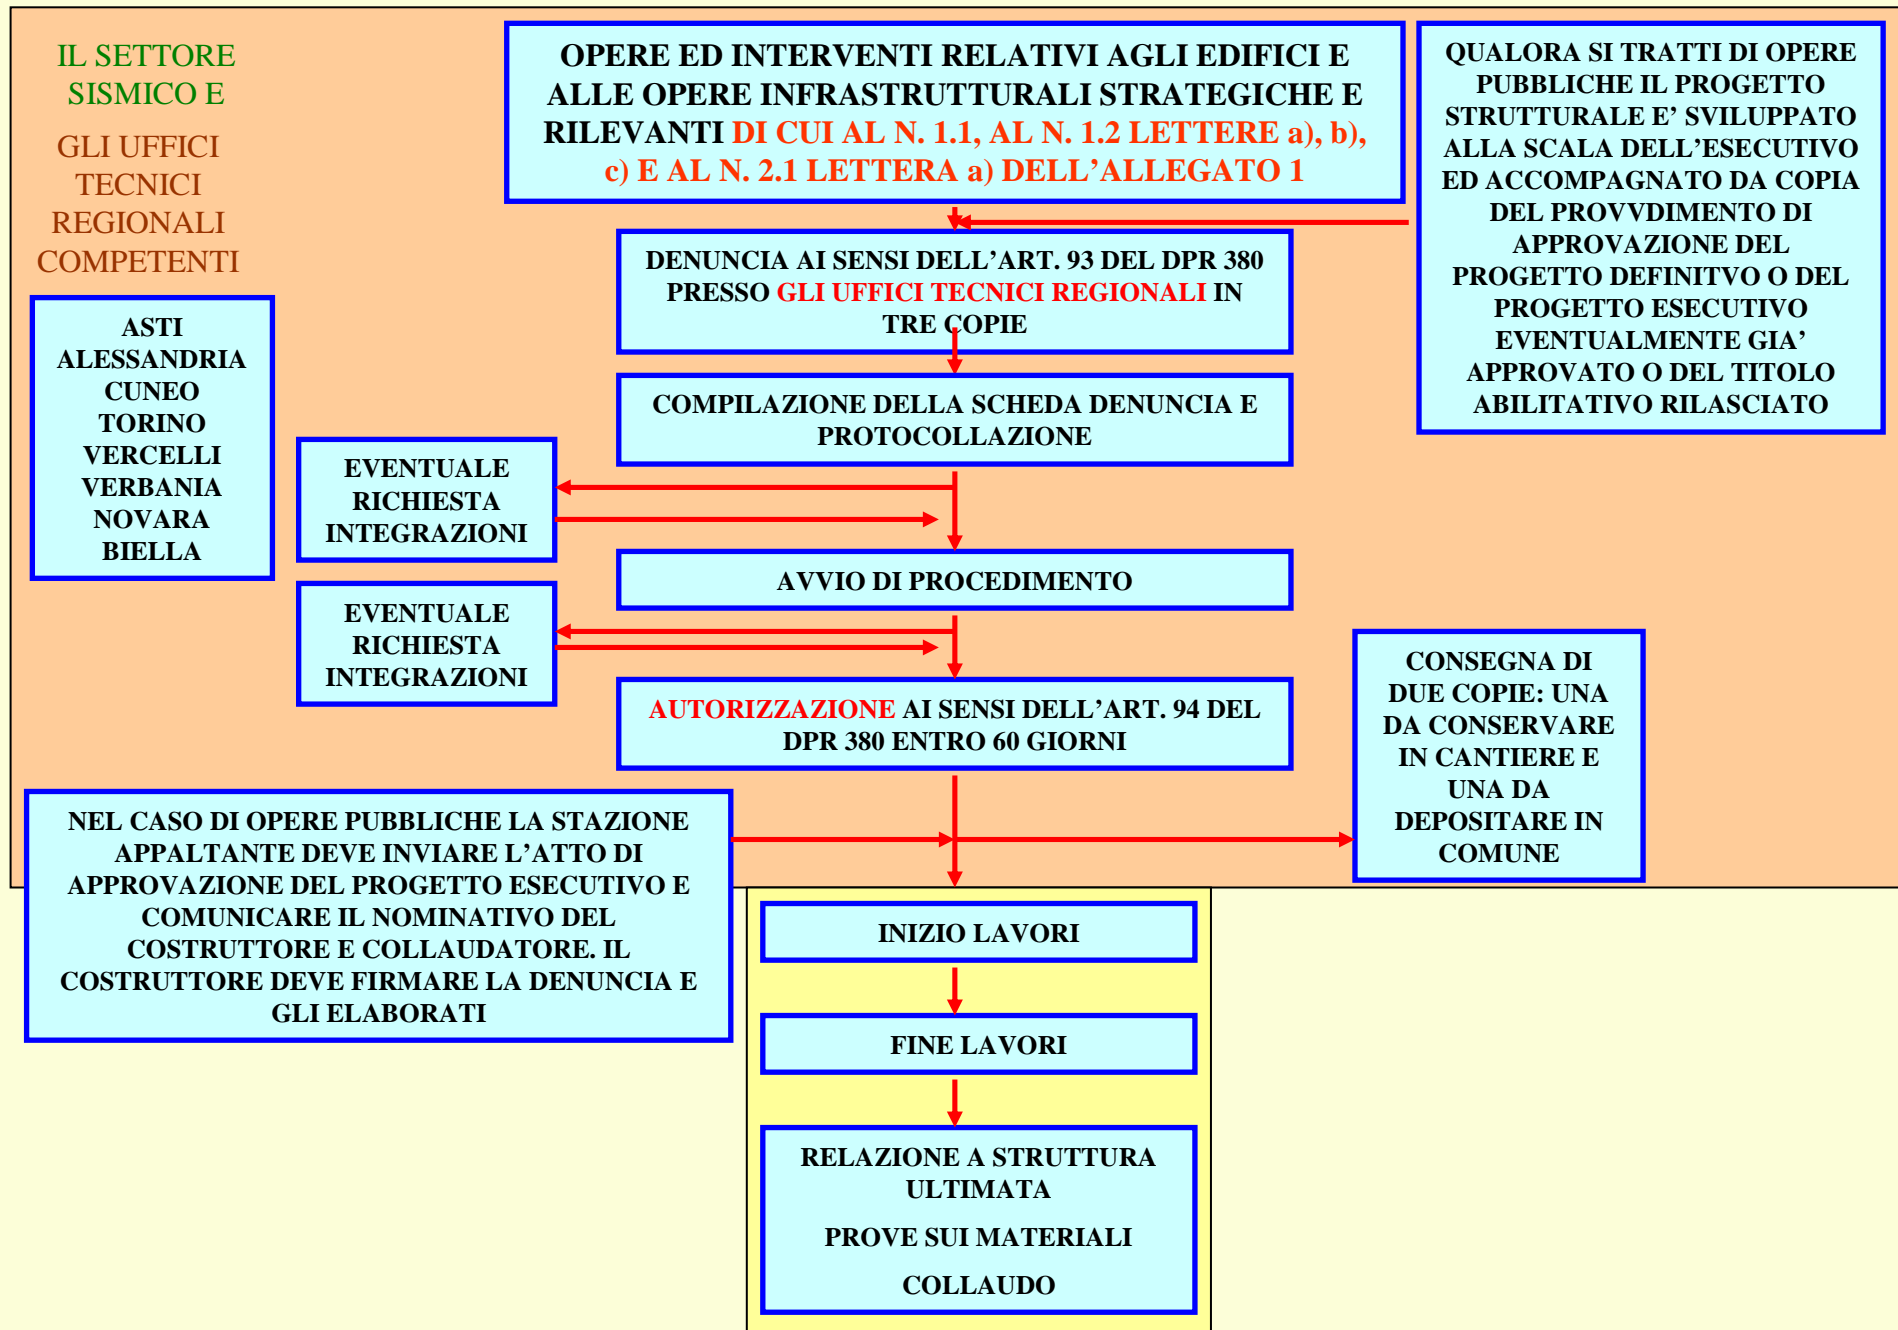 IL SETTORE
SISMICO E
GLI UFFICI
TECNICI
REGIONALI
COMPETENTI
ASTI
ALESSANDRIA
CUNEO
TORINO
VERCELLI
VERBANIA
NOVARA
BIELLA
OPERE ED INTERVENTI RELATIVI AGLI EDIFICI E
ALLE OPERE INFRASTRUTTURALI STRATEGICHE E
RILEVANTI DI CUI AL N. 1.1, AL N. 1.2 LETTERE a), b),
c) E AL N. 2.1 LETTERA a) DELL'ALLEGATO 1
QUALORA SI TRATTI DI OPERE
PUBBLICHE IL PROGETTO
STRUTTURALE E' SVILUPPATO
ALLA SCALA DELL'ESECUTIVO
ED ACCOMPAGNATO DA COPIA
DEL PROVVDIMENTO DI
APPROVAZIONE DEL
PROGETTO DEFINITVO O DEL
PROGETTO ESECUTIVO
EVENTUALMENTE GIA'
APPROVATO O DEL TITOLO
ABILITATIVO RILASCIATO
DENUNCIA AI SENSI DELL'ART. 93 DEL DPR 380
PRESSO GLI UFFICI TECNICI REGIONALI IN
TRE COPIE
COMPILAZIONE DELLA SCHEDA DENUNCIA E
PROTOCOLLAZIONE
EVENTUALE
RICHIESTA
INTEGRAZIONI
AVVIO DI PROCEDIMENTO
EVENTUALE
RICHIESTA
INTEGRAZIONI
AUTORIZZAZIONE AI SENSI DELL'ART. 94 DEL
DPR 380 ENTRO 60 GIORNI
CONSEGNA DI
DUE COPIE: UNA
DA CONSERVARE
IN CANTIERE E
UNA DA
DEPOSITARE IN
COMUNE
NEL CASO DI OPERE PUBBLICHE LA STAZIONE
APPALTANTE DEVE INVIARE L'ATTO DI
APPROVAZIONE DEL PROGETTO ESECUTIVO E
COMUNICARE IL NOMINATIVO DEL
COSTRUTTORE E COLLAUDATORE. IL
COSTRUTTORE DEVE FIRMARE LA DENUNCIA E
GLI ELABORATI
INIZIO LAVORI
FINE LAVORI
RELAZIONE A STRUTTURA
ULTIMATA
PROVE SUI MATERIALI
COLLAUDO